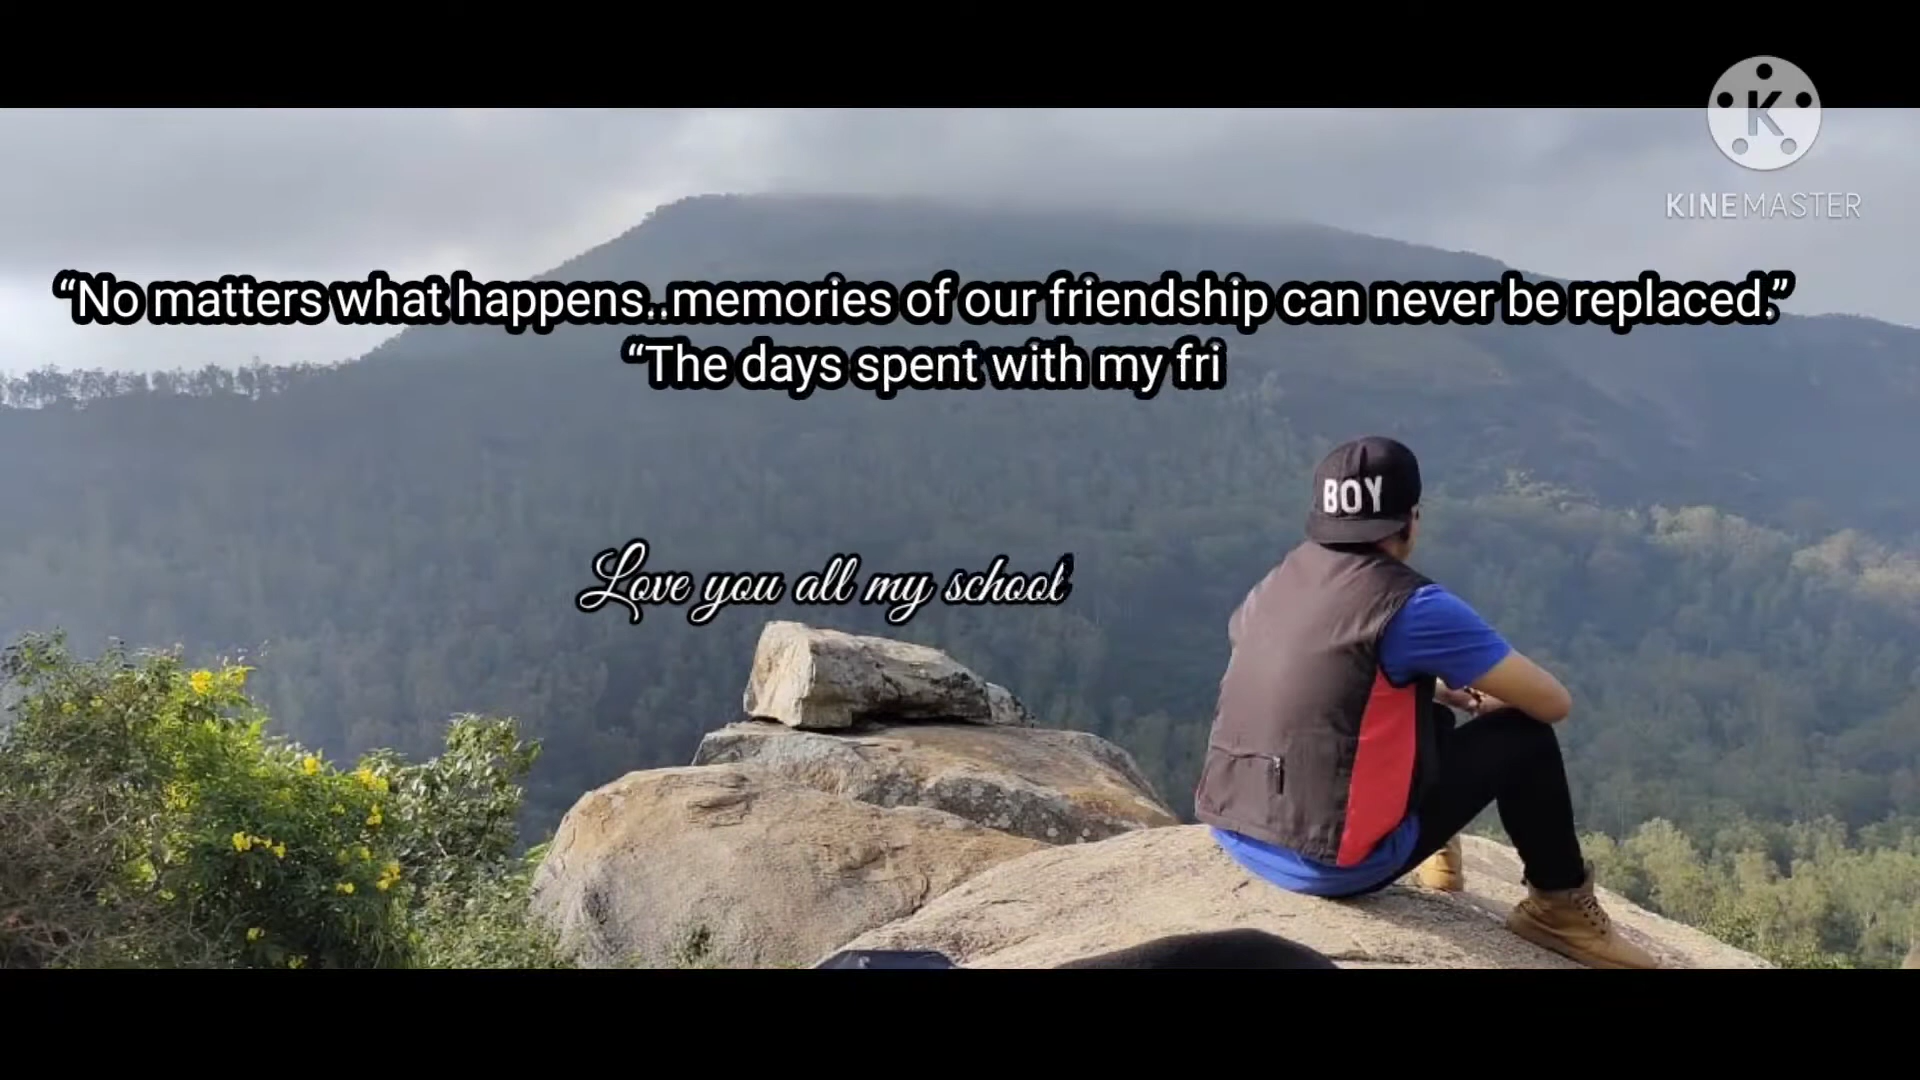 KINEMASTER
“No matters what happens..memories of our friendship can never be replaced.”
“The days spent with my fri
BOY
Love you all my school